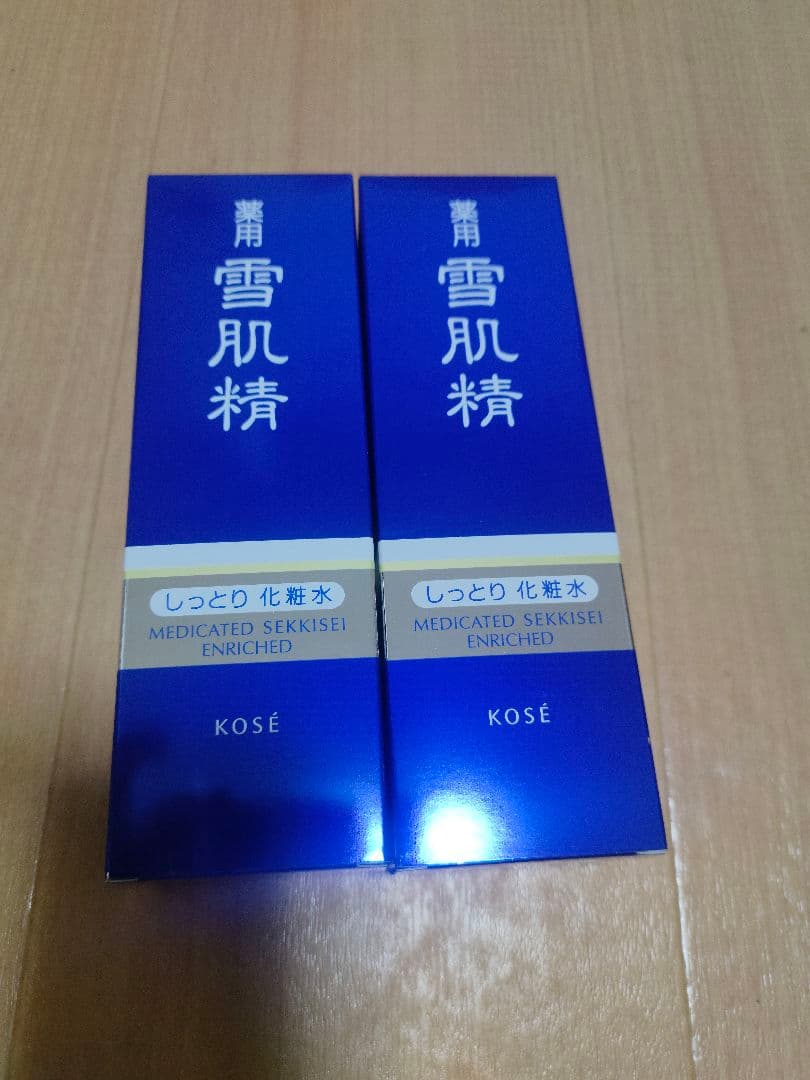 薬用
雪肌精
しっとり 化粧水
MEDICATED SEKKISEI
ENRICHED
KOSÉ
薬用
雪肌精
しっとり 化粧水
MEDICATED SEKKISEI
ENRICHED
KOSÉ